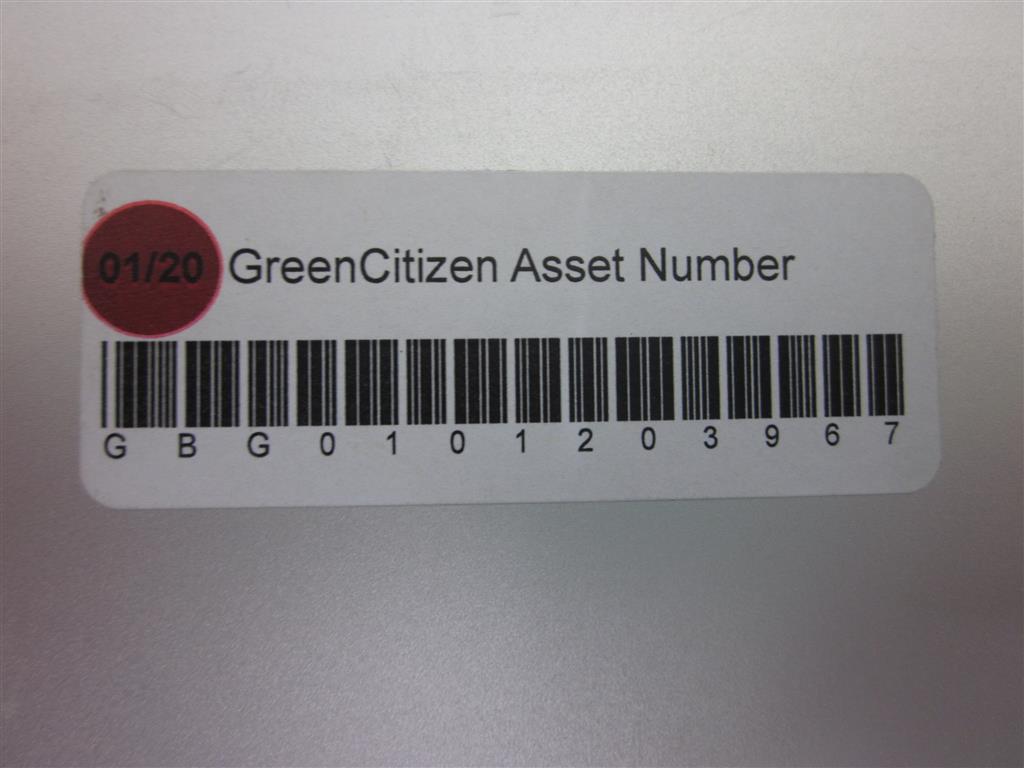 01/20 GreenCitizen Asset Number
G B G 0 1 0 1 2 0 3 9 6 7